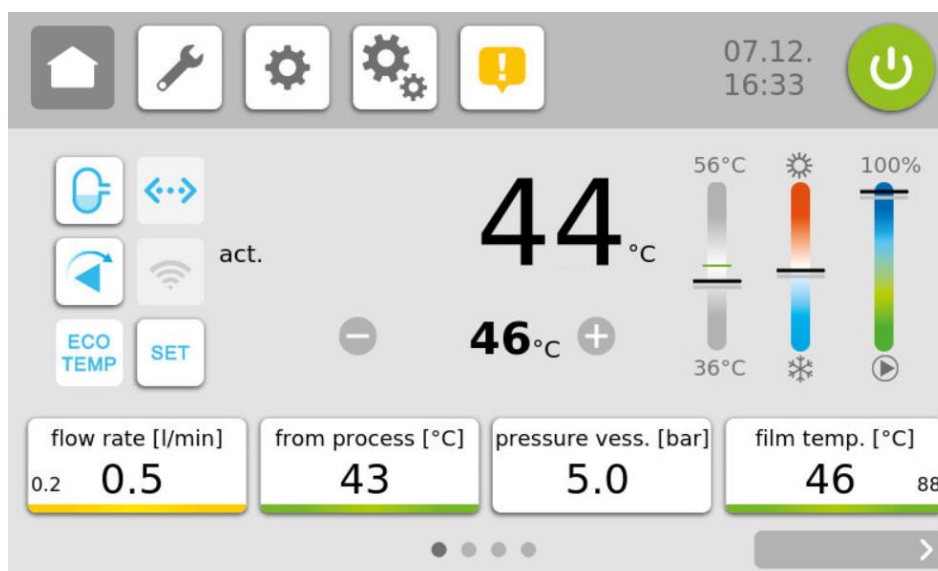 07.12.
16:33
56°C
100%
44 °C
act.
46°C
ECO
TEMP
SET
36°C
flow rate [l/min]
0.2 0.5
from process [°C]
43
pressure vess. [bar]
5.0
film temp. [°C]
46 88